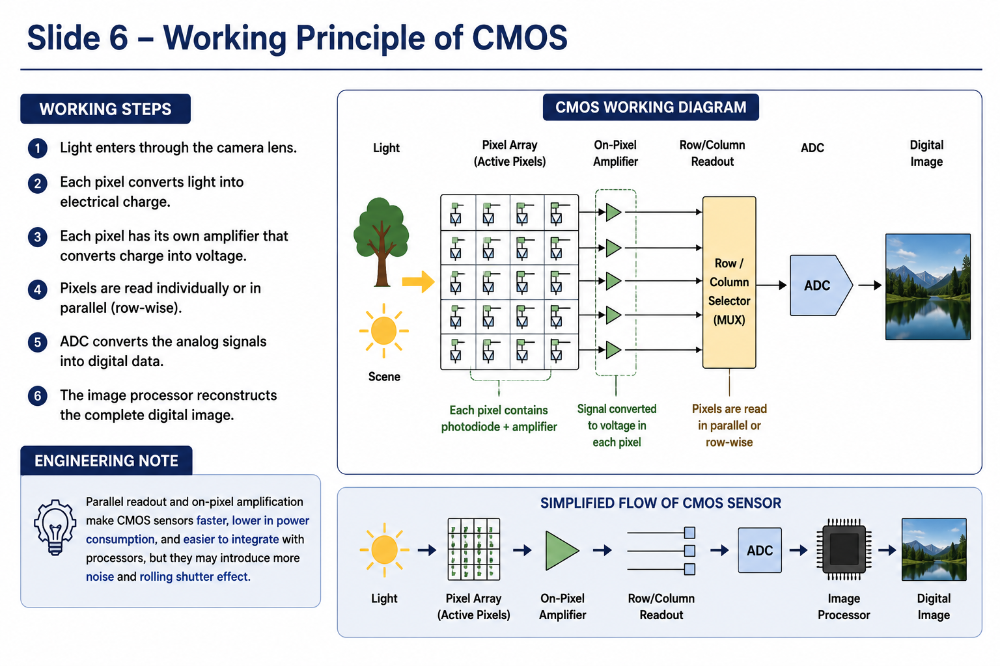 Slide 6 – Working Principle of CMOS
WORKING STEPS
1 Light enters through the camera lens.
2 Each pixel converts light into
electrical charge.
3 Each pixel has its own amplifier that
converts charge into voltage.
4 Pixels are read individually or in
parallel (row-wise).
5 ADC converts the analog signals
into digital data.
6 The image processor reconstructs
the complete digital image.
ENGINEERING NOTE
Parallel readout and on-pixel amplification
make CMOS sensors faster, lower in power
consumption, and easier to integrate with
processors, but they may introduce more
noise and rolling shutter effect.
CMOS WORKING DIAGRAM
Light
Pixel Array
(Active Pixels)
On-Pixel
Amplifier
Row/Column
Readout
ADC
Digital
Image
Scene
Row /
Column
Selector
(MUX)
ADC
Each pixel contains
photodiode + amplifier
Signal converted
to voltage in
each pixel
Pixels are read
in parallel or
row-wise
SIMPLIFIED FLOW OF CMOS SENSOR
ADC
Light
Pixel Array
(Active Pixels)
On-Pixel
Amplifier
Row/Column
Readout
Image
Processor
Digital
Image